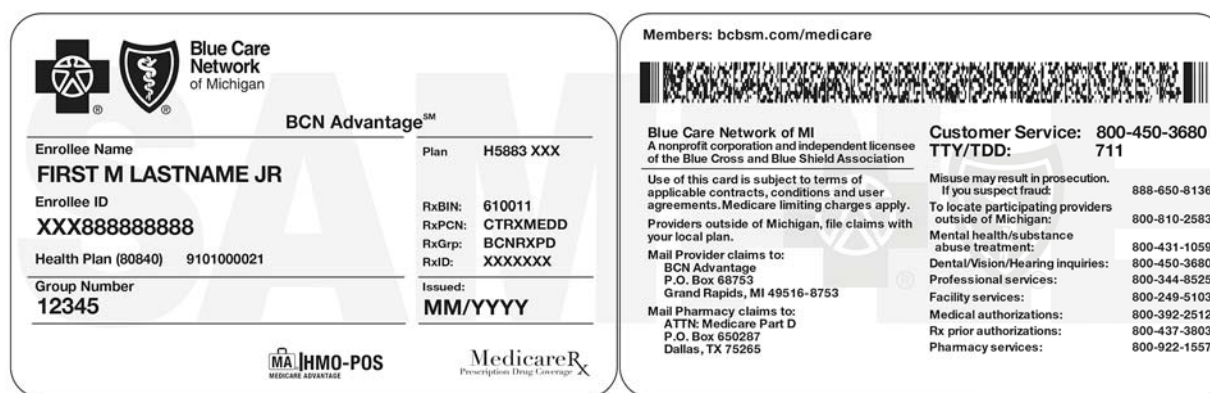 Blue Care
Network
of Michigan
BCN Advantage℠
Enrollee Name
FIRST M LASTNAME JR
Enrollee ID
XXX888888888
Health Plan (80840) 9101000021
Group Number
12345
Plan H5883 XXX
RxBIN: 610011
RxPCN: CTRXMEDD
RxGrp: BCNRXPD
RxID: XXXXXXX
Issued:
MM/YYYY
MA HMO-POS
MEDICARE ADVANTAGE
MedicareRx
Prescription Drug Coverage
Members: bcbsm.com/medicare
Blue Care Network of MI
A nonprofit corporation and independent licensee
of the Blue Cross and Blue Shield Association
Use of this card is subject to terms of
applicable contracts, conditions and user
agreements. Medicare limiting charges apply.
Providers outside of Michigan, file claims with
your local plan.
Mail Provider claims to:
BCN Advantage
P.O. Box 68753
Grand Rapids, MI 49516-8753
Mail Pharmacy claims to:
ATTN: Medicare Part D
P.O. Box 650287
Dallas, TX 75265
Customer Service: 800-450-3680
TTY/TDD: 711
Misuse may result in prosecution.
If you suspect fraud: 888-650-8136
To locate participating providers
outside of Michigan: 800-810-2583
Mental health/substance
abuse treatment: 800-431-1059
Dental/Vision/Hearing inquiries: 800-450-3680
Professional services: 800-344-8525
Facility services: 800-249-5103
Medical authorizations: 800-392-2512
Rx prior authorizations: 800-437-3803
Pharmacy services: 800-922-1557
SAMPLE